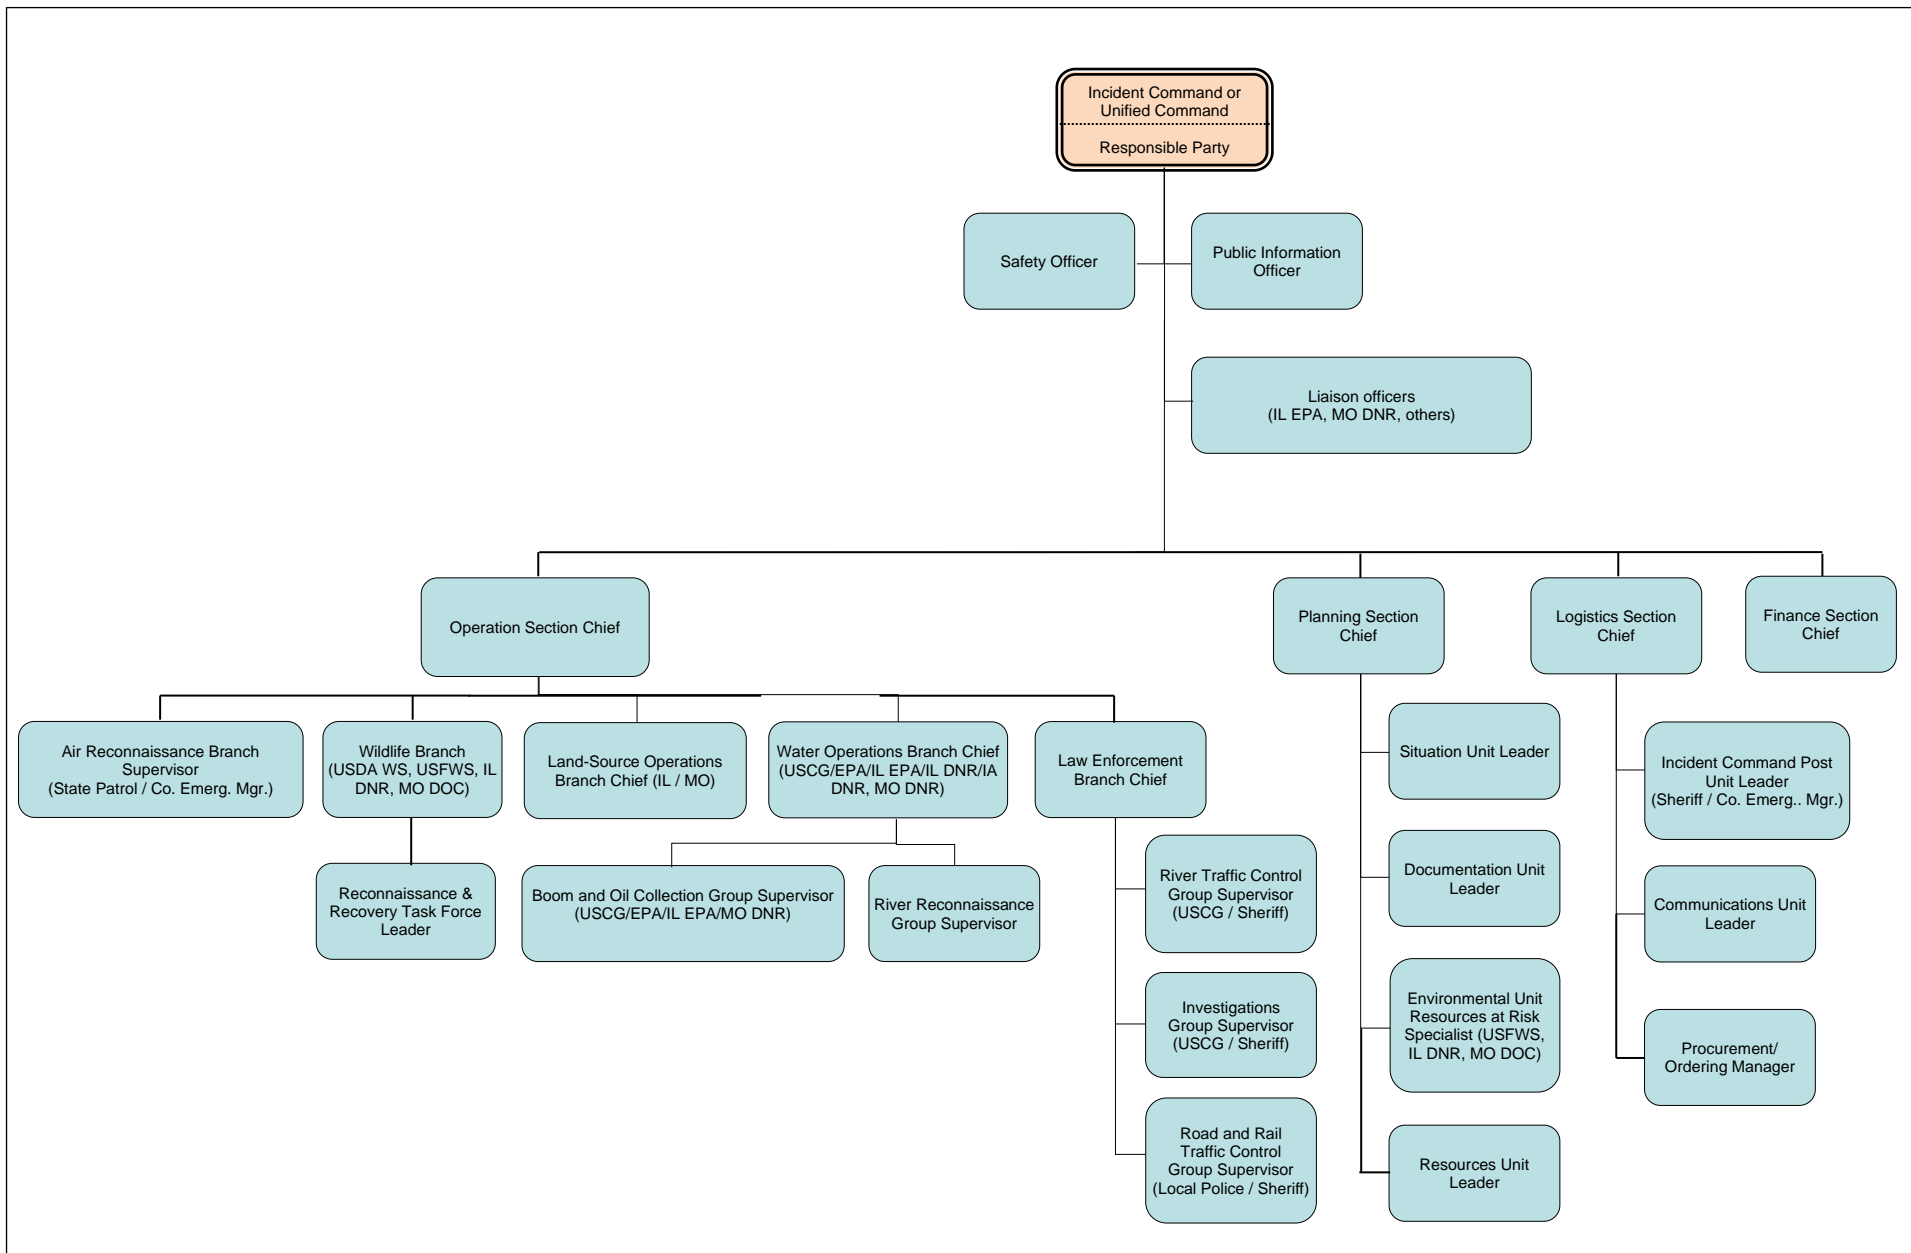 Incident Command or
Unified Command
Responsible Party
Safety Officer
Public Information
Officer
Liaison officers
(IL EPA, MO DNR, others)
Operation Section Chief
Planning Section
Chief
Logistics Section
Chief
Finance Section
Chief
Air Reconnaissance Branch
Supervisor
(State Patrol / Co. Emerg. Mgr.)
Wildlife Branch
(USDA WS, USFWS, IL
DNR, MO DOC)
Land-Source Operations
Branch Chief (IL / MO)
Water Operations Branch Chief
(USCG/EPA/IL EPA/IL DNR/IA
DNR, MO DNR)
Law Enforcement
Branch Chief
Situation Unit Leader
Incident Command Post
Unit Leader
(Sheriff / Co. Emerg.. Mgr.)
Reconnaissance &
Recovery Task Force
Leader
Boom and Oil Collection Group Supervisor
(USCG/EPA/IL EPA/MO DNR)
River Reconnaissance
Group Supervisor
River Traffic Control
Group Supervisor
(USCG / Sheriff)
Documentation Unit
Leader
Communications Unit
Leader
Investigations
Group Supervisor
(USCG / Sheriff)
Environmental Unit
Resources at Risk
Specialist (USFWS,
IL DNR, MO DOC)
Procurement/
Ordering Manager
Road and Rail
Traffic Control
Group Supervisor
(Local Police / Sheriff)
Resources Unit
Leader